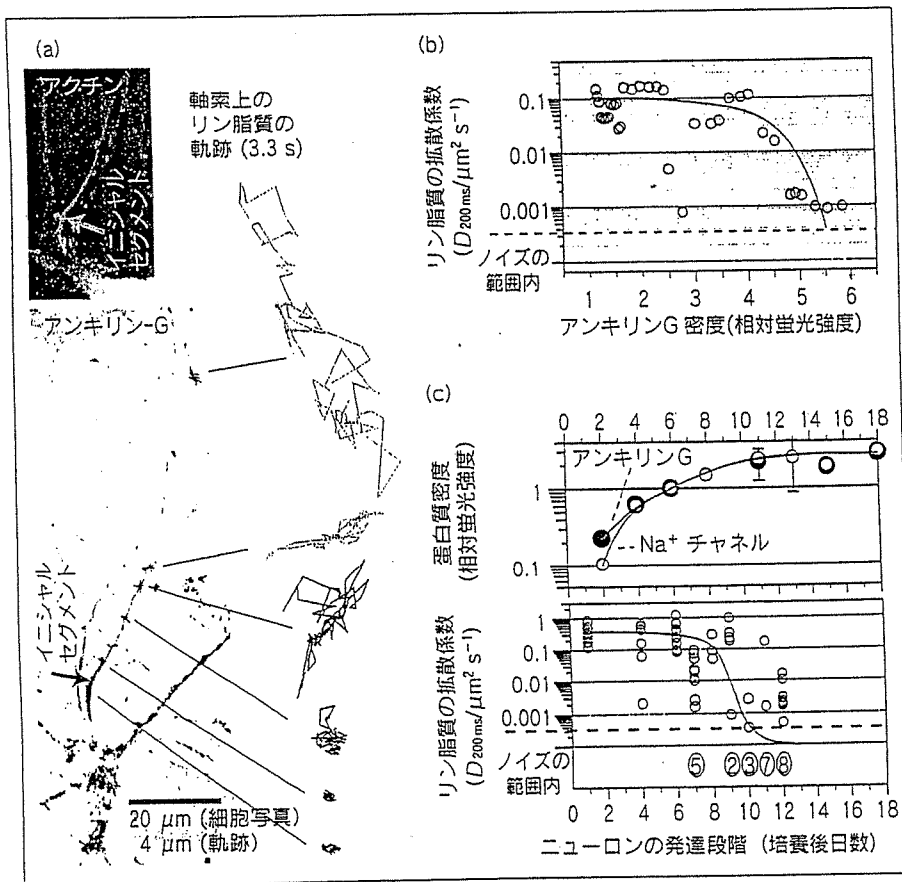 (a)
アクチン
イニシャル
セグメント
軸索上の
リン脂質の
軌跡 (3.3 s)
アンキリン-G
イニシャル
セグメント
20 μm (細胞写真)
4 μm (軌跡)
(b)
リン脂質の拡散係数
(D200ms/μm² s⁻¹)
0.1
0.01
0.001
ノイズの
範囲内
1 2 3 4 5 6
アンキリンG 密度(相対蛍光強度)
(c)
0 2 4 6 8 10 12 14 16 18
蛋白質密度
(相対蛍光強度)
アンキリンG
1
Na⁺ チャネル
0.1
リン脂質の拡散係数
(D200ms/μm² s⁻¹)
1
0.1
0.01
0.001
ノイズの
範囲内
⑤ ② ③ ⑦ ⑧
0 2 4 6 8 10 12 14 16 18
ニューロンの発達段階 (培養後日数)